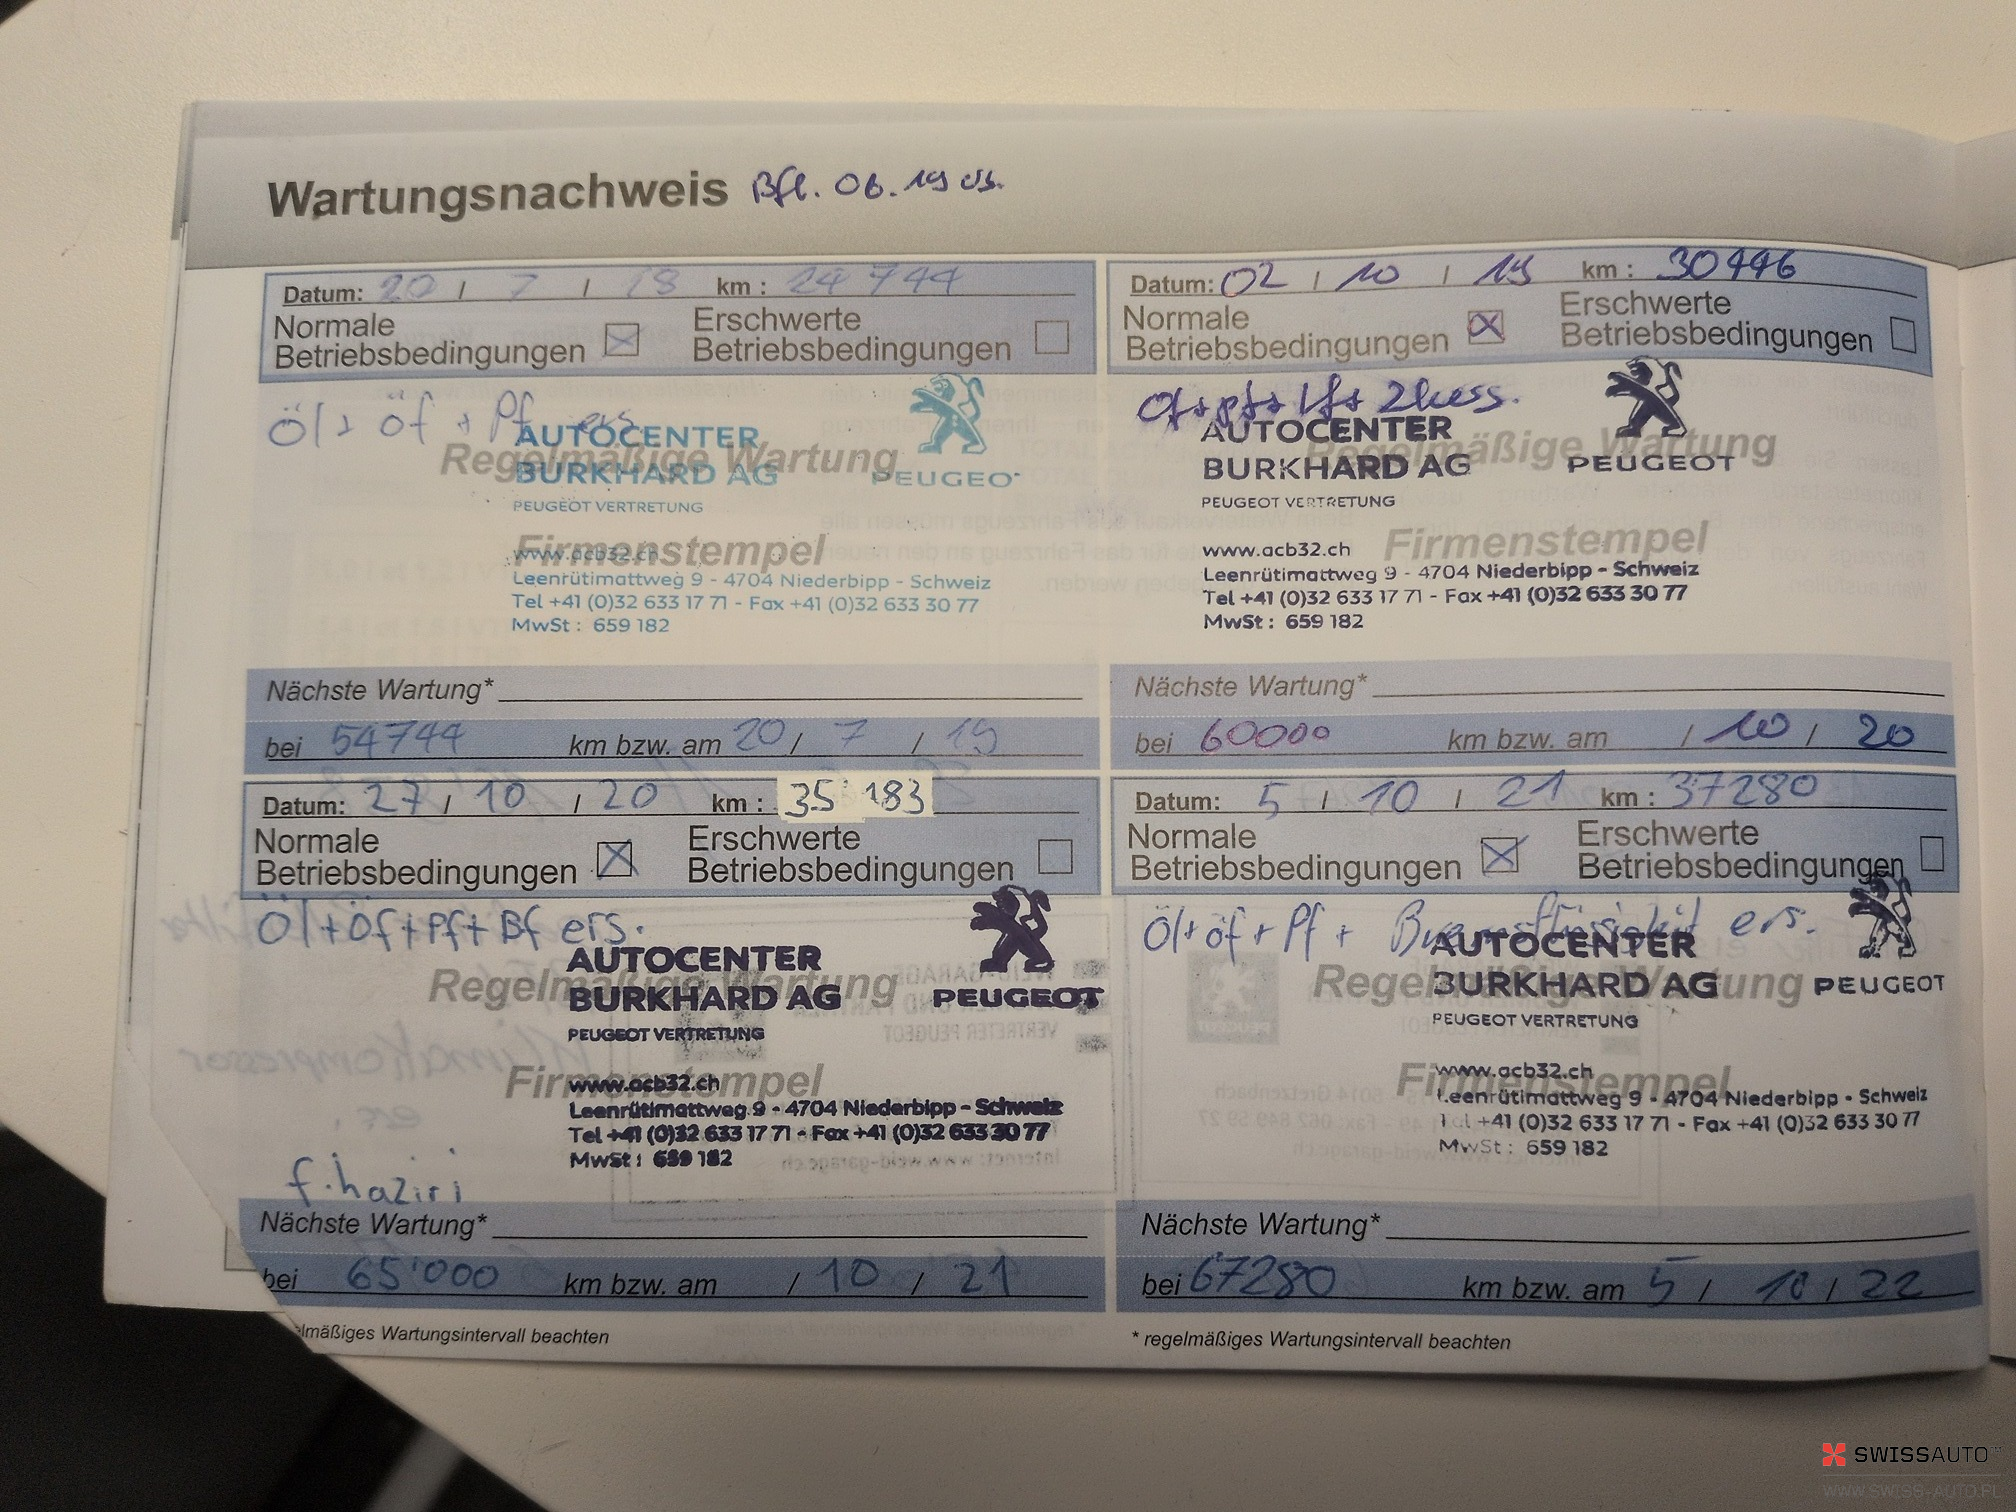 Wartungsnachweis Bfl. 06.19 ers.
Datum: 20 / 7 / 18 km : 24744
Normale
Betriebsbedingungen
Erschwerte
Betriebsbedingungen
Öl+ öf + Pf ers
AUTOCENTER
BURKHARD AG
PEUGEOT VERTRETUNG
PEUGEO
Regelmäßige Wartung
Firmenstempel
www.acb32.ch
Leenrütimattweg 9 - 4704 Niederbipp - Schweiz
Tel +41 (0)32 633 17 71 - Fax +41 (0)32 633 30 77
MwSt : 659 182
Nächste Wartung*
bei 54744 km bzw. am 20 / 7 / 19
Datum: 02 / 10 / 19 km : 30446
Normale
Betriebsbedingungen
Erschwerte
Betriebsbedingungen
AUTOCENTER
BURKHARD AG
PEUGEOT VERTRETUNG
PEUGEOT
Regelmäßige Wartung
Firmenstempel
www.acb32.ch
Leenrütimattweg 9 - 4704 Niederbipp - Schweiz
Tel +41 (0)32 633 17 71 - Fax +41 (0)32 633 30 77
MwSt : 659 182
Nächste Wartung*
bei 60000 km bzw. am / 10 / 20
Datum: 27 / 10 / 20 km : 35'183
Normale
Betriebsbedingungen
Erschwerte
Betriebsbedingungen
Öl+Öf+Pf+Bf ers.
AUTOCENTER
BURKHARD AG
PEUGEOT VERTRETUNG
PEUGEOT
Regelmäßige Wartung
Firmenstempel
www.acb32.ch
Leenrütimattweg 9 - 4704 Niederbipp - Schweiz
Tel +41 (0)32 633 17 71 - Fax +41 (0)32 633 30 77
MwSt : 659 182
f.haziri
Nächste Wartung*
bei 65'000 km bzw. am / 10 / 21
elmäßiges Wartungsintervall beachten
Datum: 5 / 10 / 21 km : 37280
Normale
Betriebsbedingungen
Erschwerte
Betriebsbedingungen
Öl+ öf + Pf + Bremsflüssigkeit ers.
AUTOCENTER
BURKHARD AG
PEUGEOT VERTRETUNG
PEUGEOT
Regelmäßige Wartung
Firmenstempel
www.acb32.ch
Leenrütimattweg 9 - 4704 Niederbipp - Schweiz
Tel +41 (0)32 633 17 71 - Fax +41 (0)32 633 30 77
MwSt : 659 182
Nächste Wartung*
bei 67280 km bzw. am 5 / 10 / 22
* regelmäßiges Wartungsintervall beachten
SWISSAUTO
WWW.SWISS-AUTO.PL